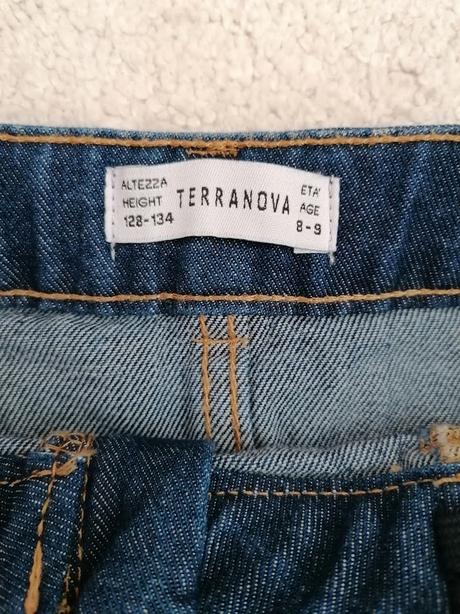 ALTEZZA
HEIGHT
128-134
TERRANOVA
ETA'
AGE
8-9